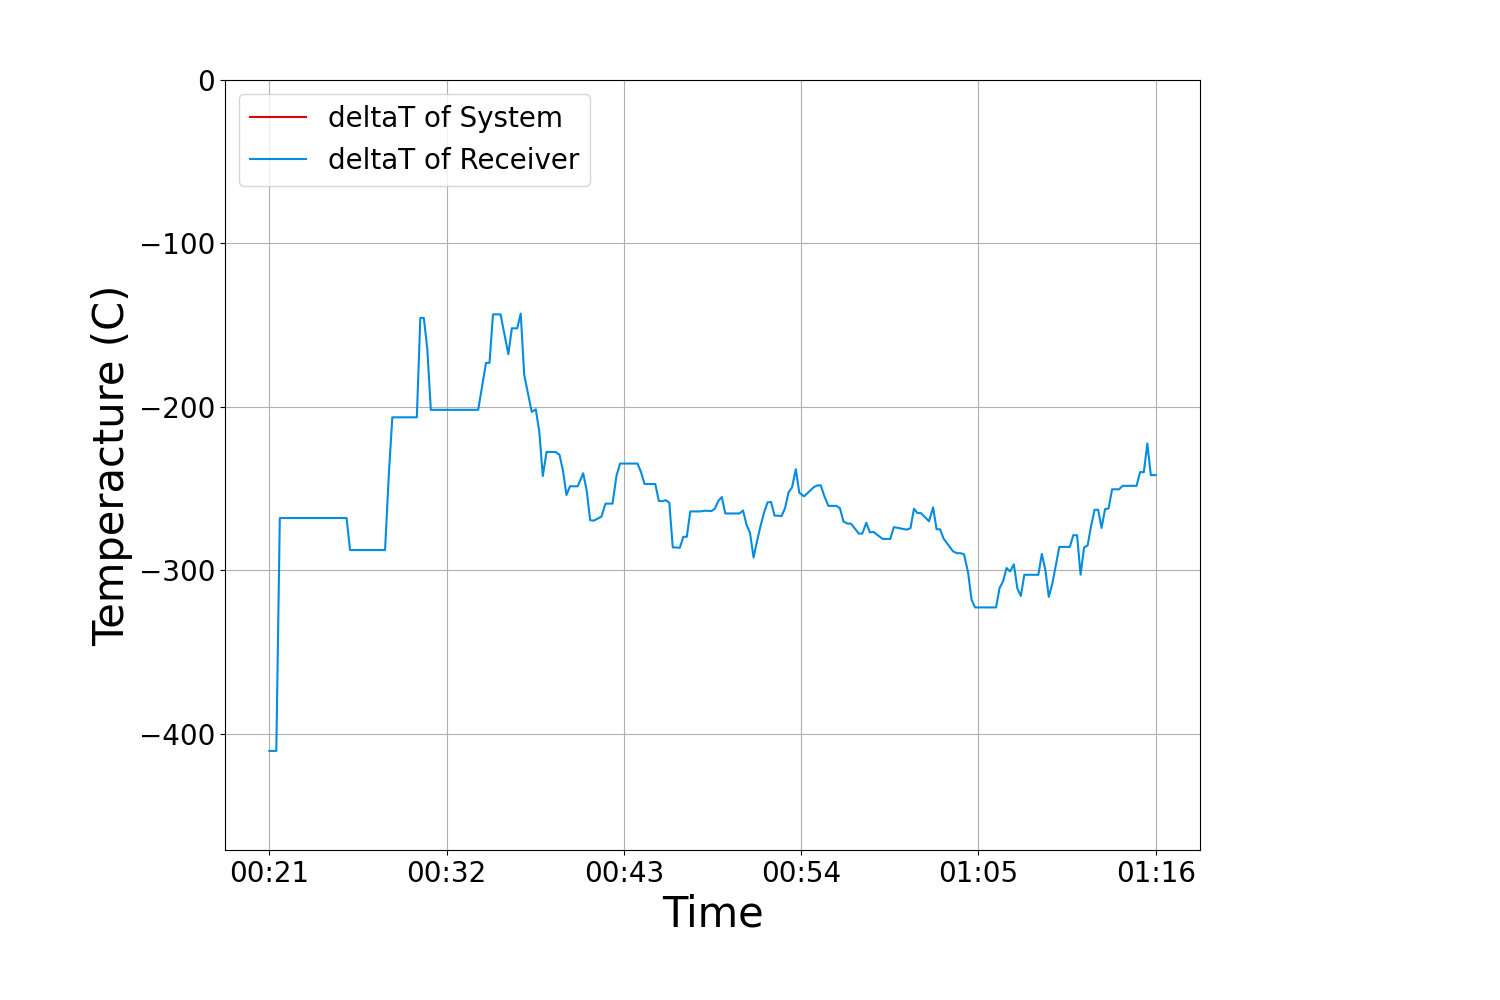 0
−100
−200
−300
−400
Temperacture (C)
deltaT of System
deltaT of Receiver
00:21 00:32 00:43 00:54 01:05 01:16
Time